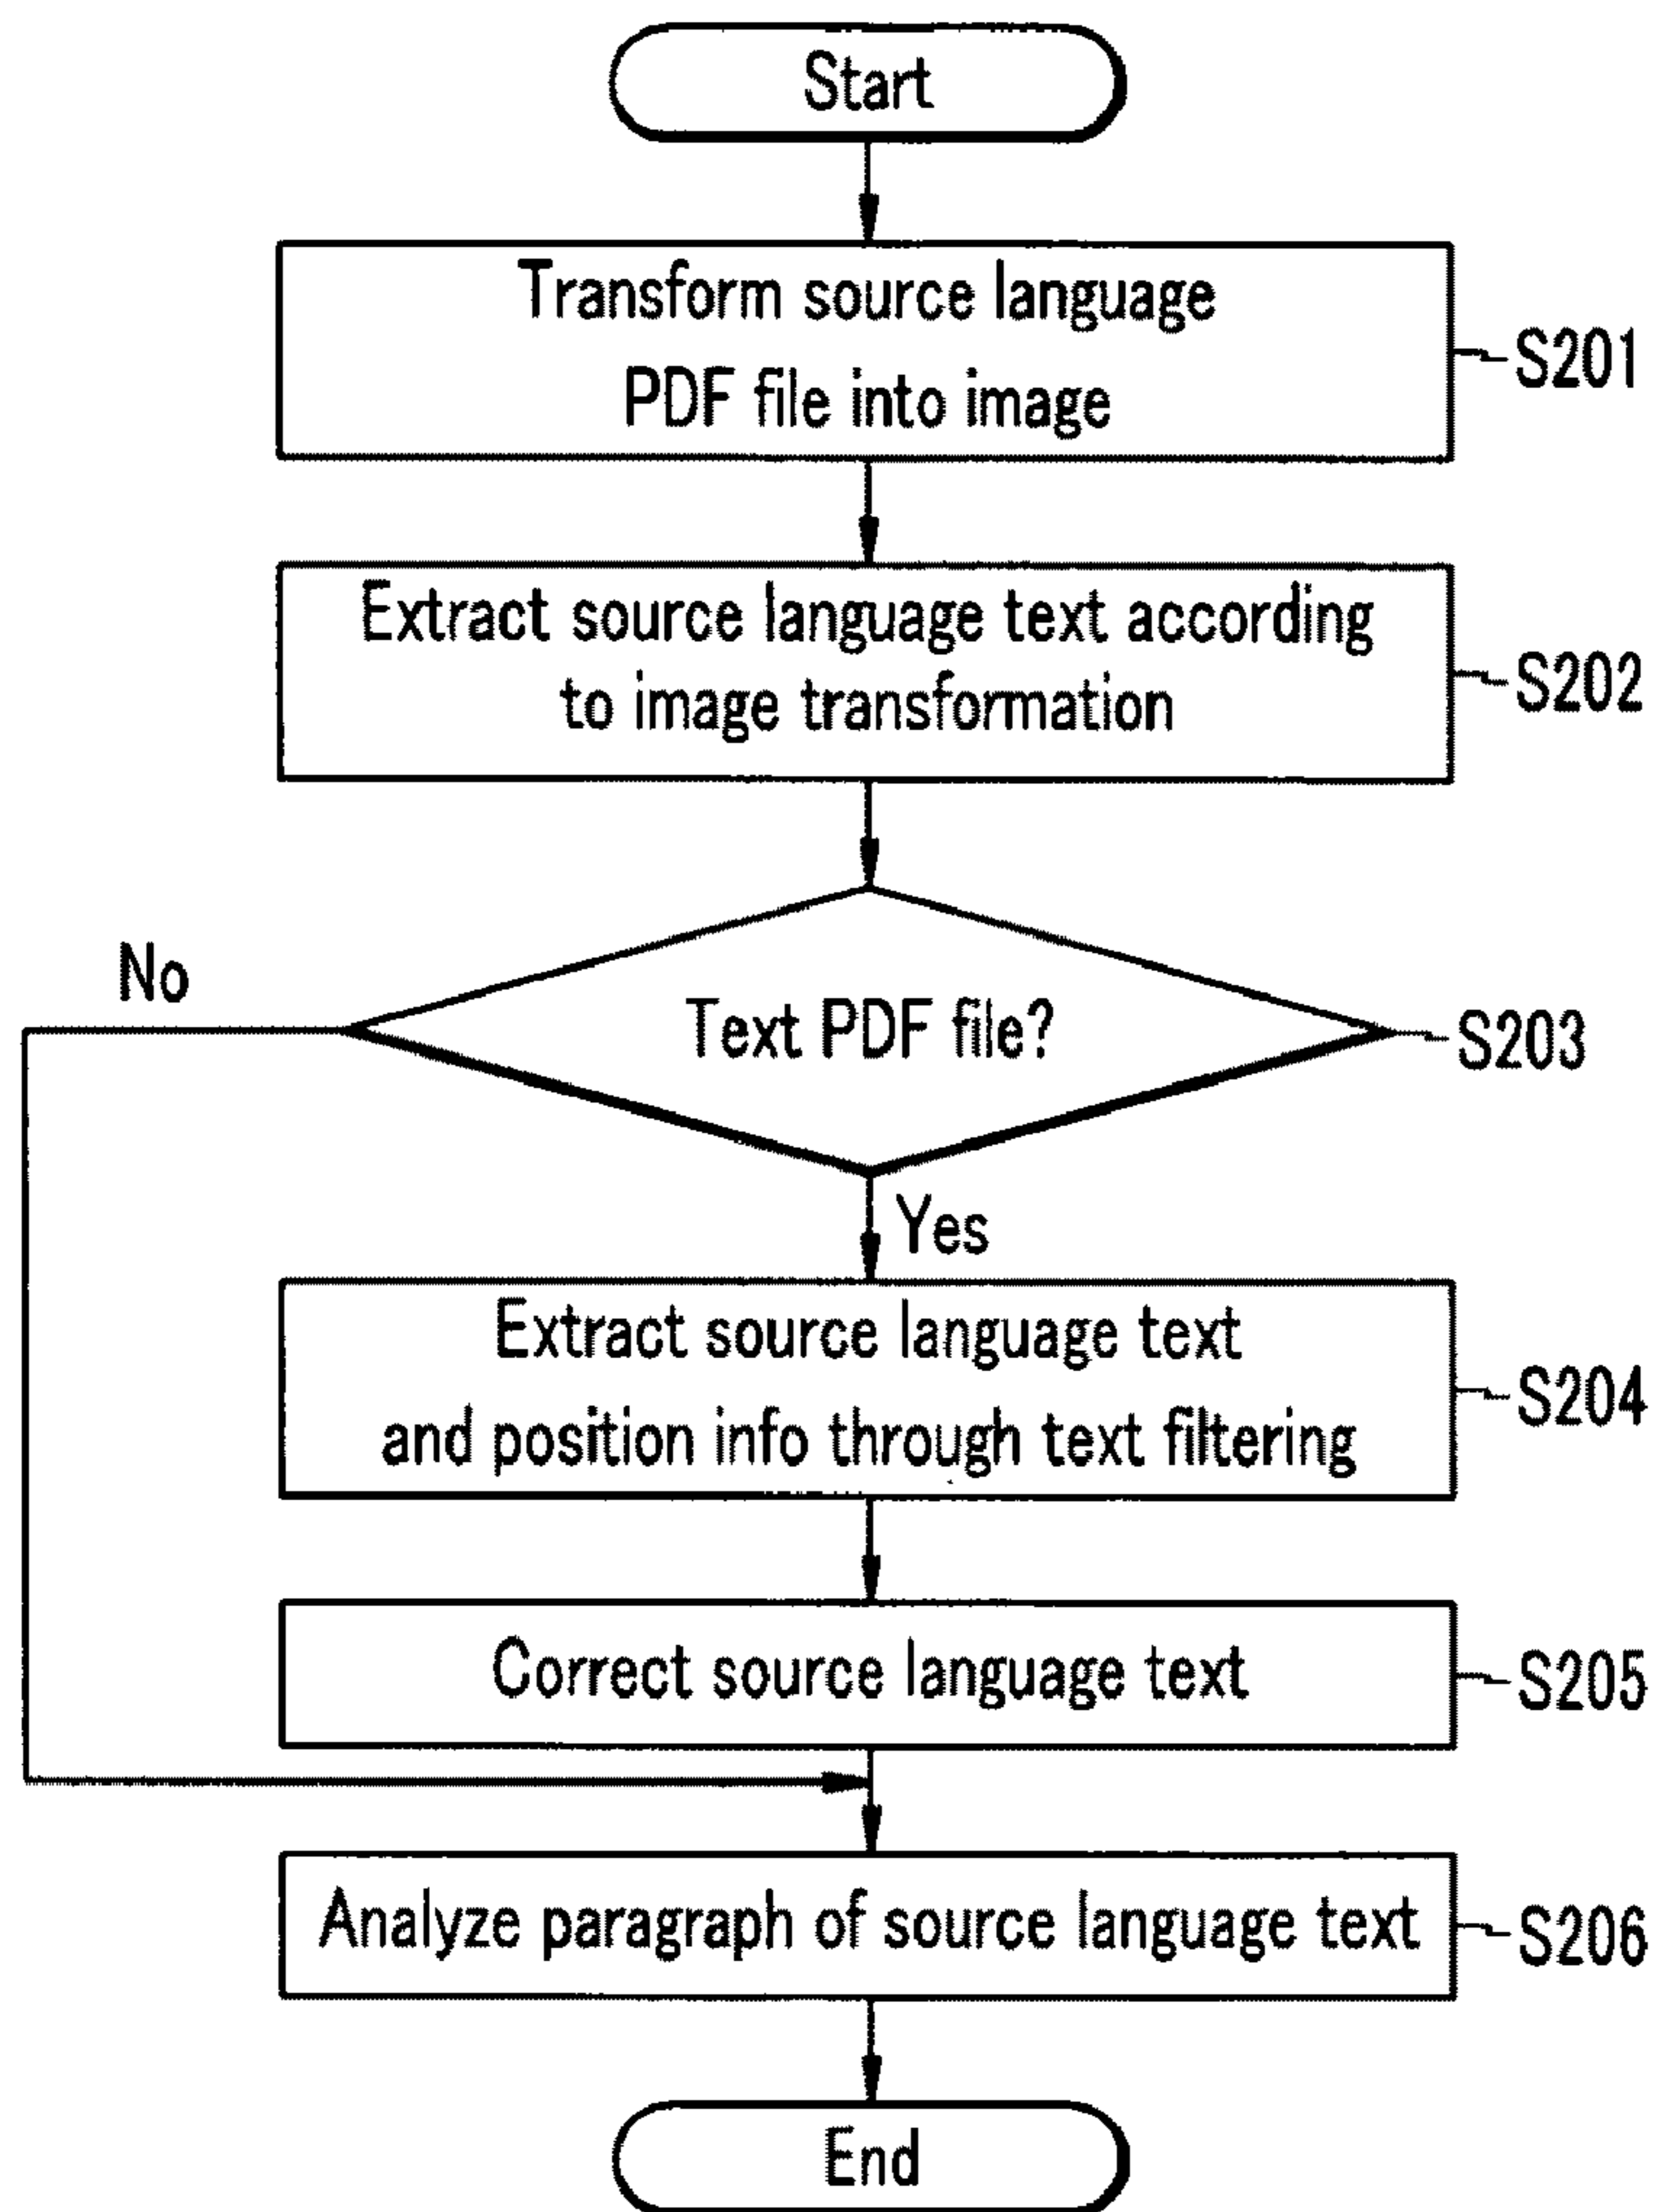 Start
Transform source language
PDF file into image
S201
Extract source language text according
to image transformation
S202
No
Text PDF file?
S203
Yes
Extract source language text
and position info through text filtering
S204
Correct source language text
S205
Analyze paragraph of source language text
S206
End